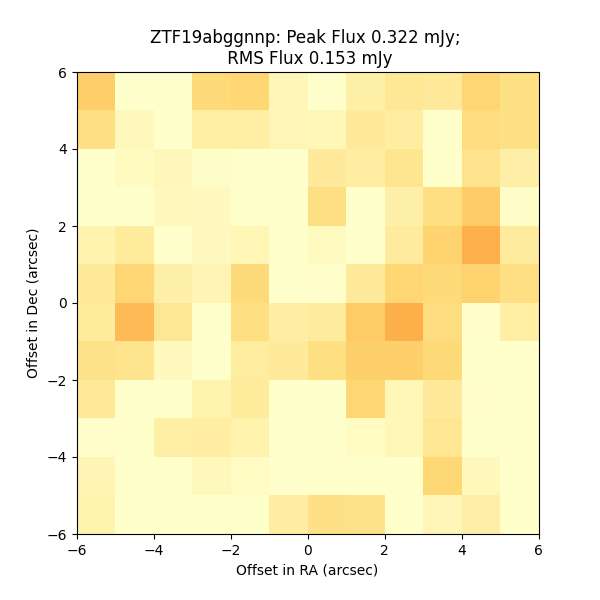 ZTF19abggnnp: Peak Flux 0.322 mJy;
RMS Flux 0.153 mJy
6
4
2
0
−2
−4
−6
Offset in Dec (arcsec)
−6 −4 −2 0 2 4 6
Offset in RA (arcsec)